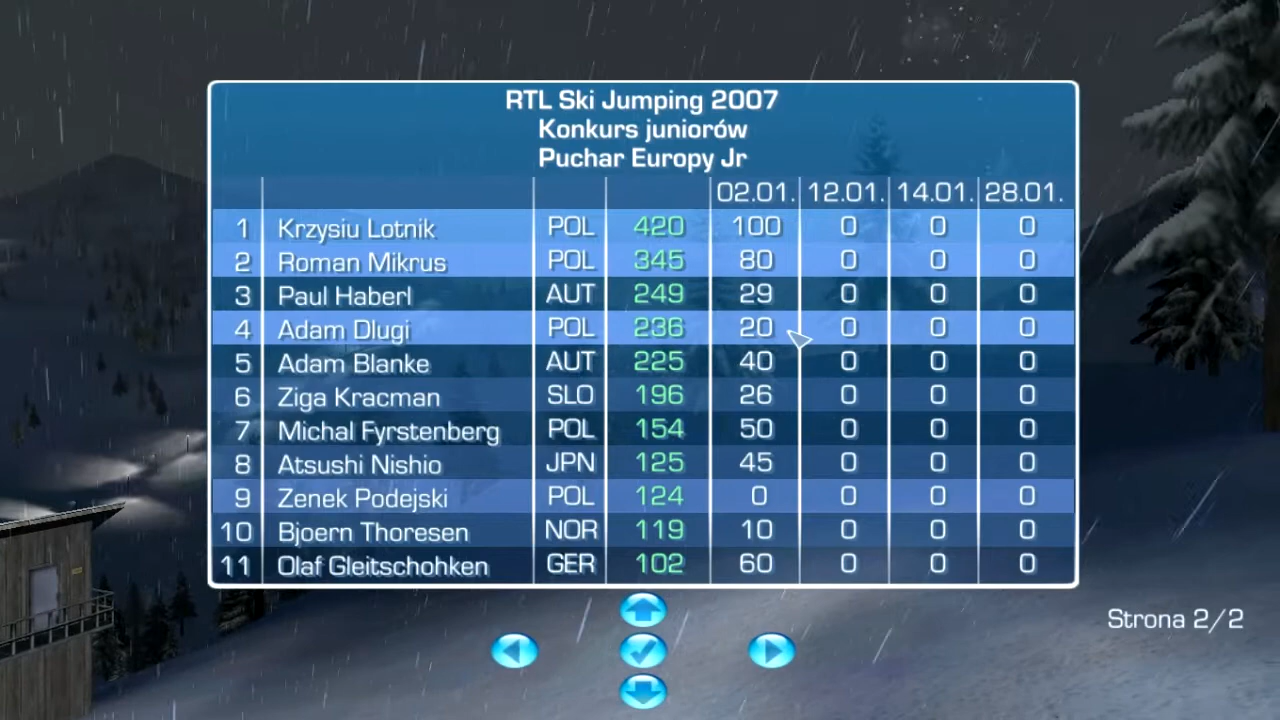 RTL Ski Jumping 2007
Konkurs juniorów
Puchar Europy Jr
02.01. 12.01. 14.01. 28.01.
1 Krzysiu Lotnik POL 420 100 0 0 0
2 Roman Mikrus POL 345 80 0 0 0
3 Paul Haberl AUT 249 29 0 0 0
4 Adam Dlugi POL 236 20 0 0 0
5 Adam Blanke AUT 225 40 0 0 0
6 Ziga Kracman SLO 196 26 0 0 0
7 Michal Fyrstenberg POL 154 50 0 0 0
8 Atsushi Nishio JPN 125 45 0 0 0
9 Zenek Podejski POL 124 0 0 0 0
10 Bjoern Thoresen NOR 119 10 0 0 0
11 Olaf Gleitschohken GER 102 60 0 0 0
Strona 2/2